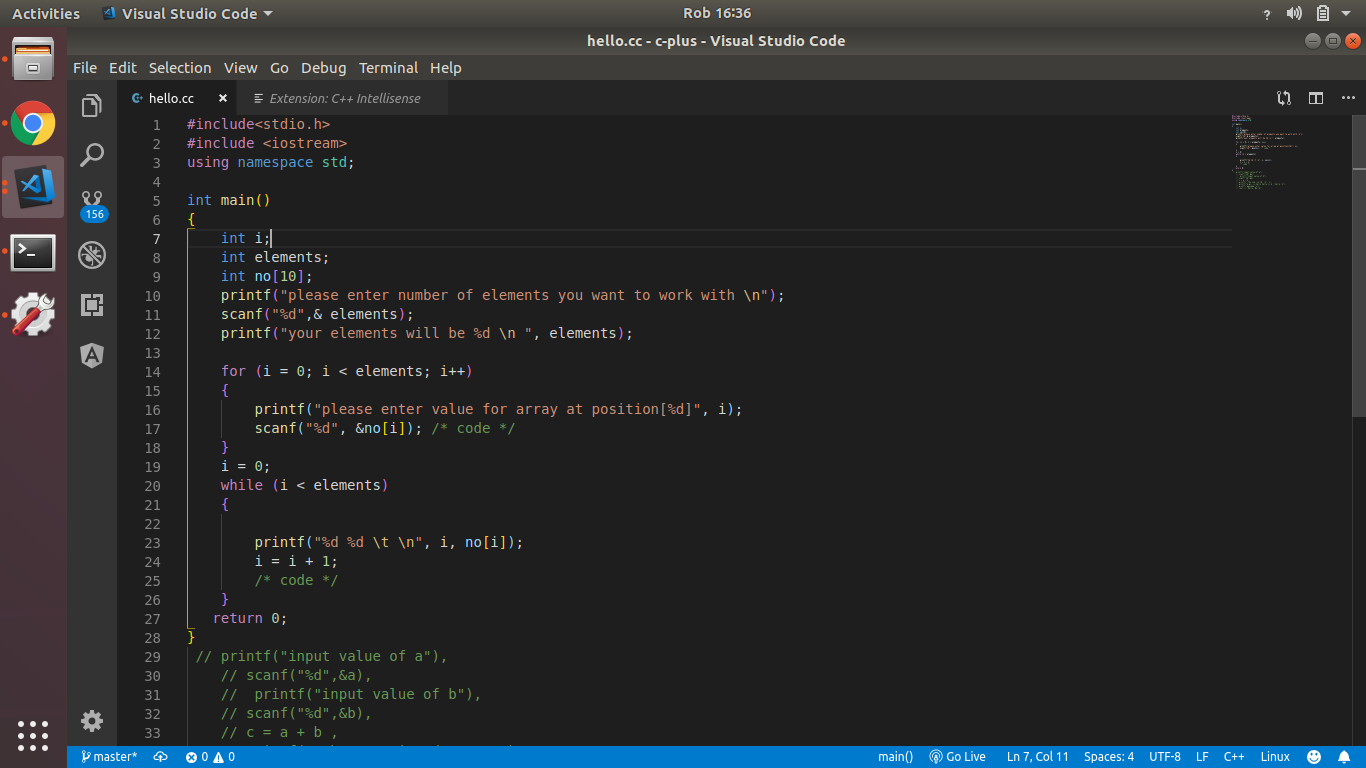 Activities Visual Studio Code Rob 16:36 ?
hello.cc - c-plus - Visual Studio Code
File Edit Selection View Go Debug Terminal Help
hello.cc × Extension: C++ Intellisense
1 #include<stdio.h>
2 #include <iostream>
3 using namespace std;
4
5 int main()
6 {
7 int i;
8 int elements;
9 int no[10];
10 printf("please enter number of elements you want to work with \n");
11 scanf("%d",& elements);
12 printf("your elements will be %d \n ", elements);
13
14 for (i = 0; i < elements; i++)
15 {
16 printf("please enter value for array at position[%d]", i);
17 scanf("%d", &no[i]); /* code */
18 }
19 i = 0;
20 while (i < elements)
21 {
22
23 printf("%d %d \t \n", i, no[i]);
24 i = i + 1;
25 /* code */
26 }
27 return 0;
28 }
29 // printf("input value of a"),
30 // scanf("%d",&a),
31 //  printf("input value of b"),
32 // scanf("%d",&b),
33 // c = a + b ,
156
master* 0 0 main() Go Live Ln 7, Col 11 Spaces: 4 UTF-8 LF C++ Linux